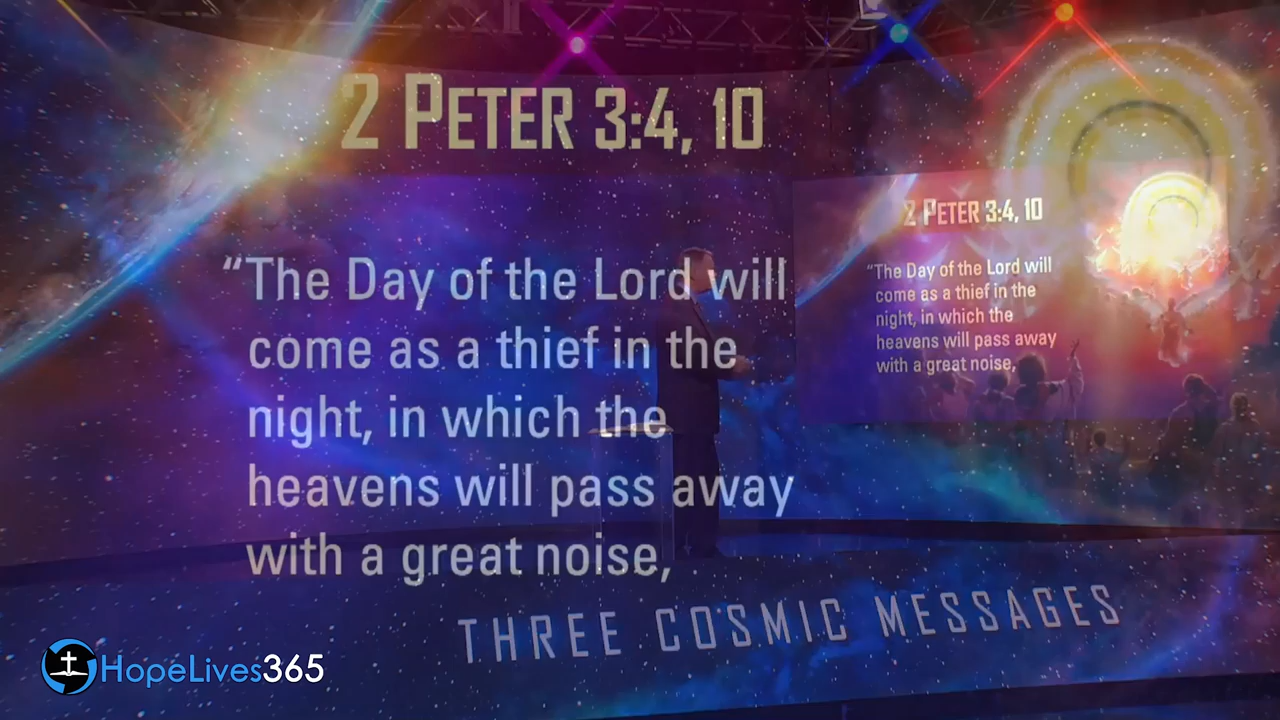 2 PETER 3:4, 10
“The Day of the Lord will
come as a thief in the
night, in which the
heavens will pass away
with a great noise,
2 PETER 3:4, 10
“The Day of the Lord will
come as a thief in the
night, in which the
heavens will pass away
with a great noise,
THREE COSMIC MESSAGES
HopeLives365